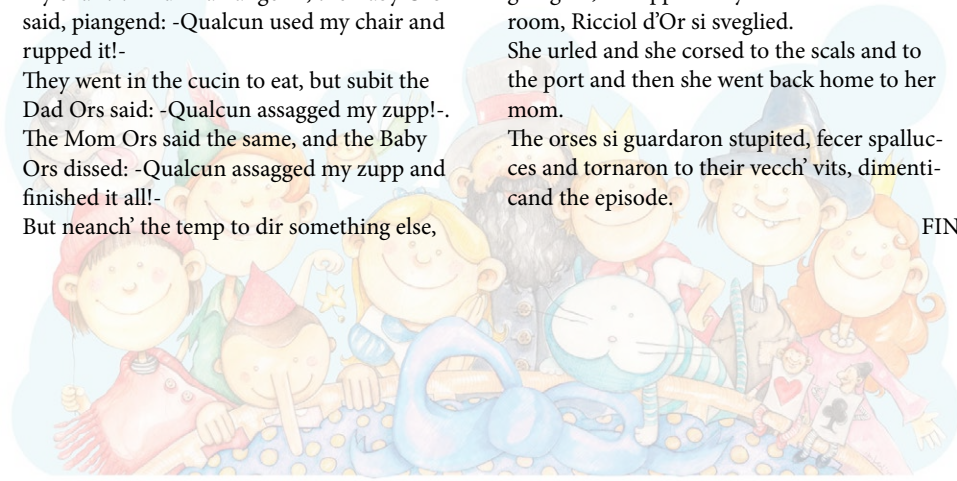 said, piangend: -Qualcun used my chair and
rupped it!-
They went in the cucin to eat, but subit the
Dad Ors said: -Qualcun assagged my zupp!-.
The Mom Ors said the same, and the Baby
Ors dissed: -Qualcun assagged my zupp and
finished it all!-
But neanch’ the temp to dir something else,
room, Ricciol d’Or si sveglied.
She urled and she corsed to the scals and to
the port and then she went back home to her
mom.
The orses si guardaron stupited, fecer spalluc-
ces and tornaron to their vecch’ vits, dimenti-
cand the episode.
FIN